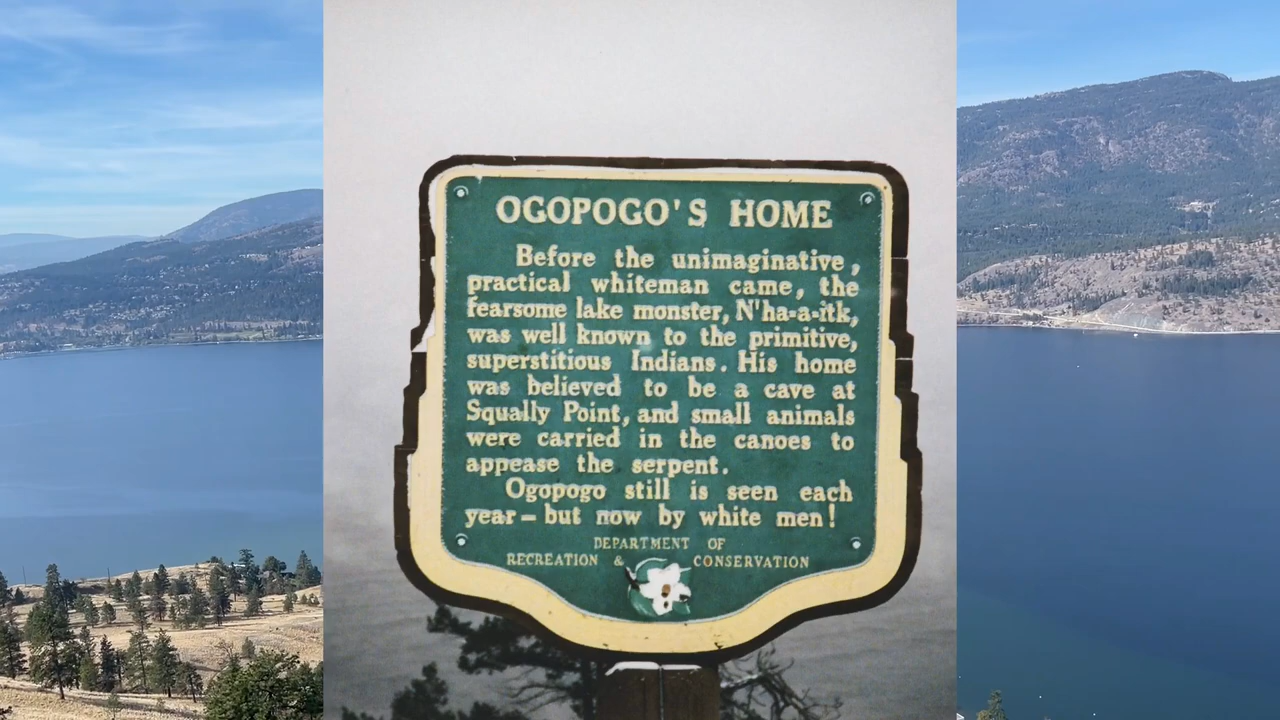 OGOPOGO'S HOME
Before the unimaginative,
practical whiteman came, the
fearsome lake monster, N'ha-a-itk,
was well known to the primitive,
superstitious Indians. His home
was believed to be a cave at
Squally Point, and small animals
were carried in the canoes to
appease the serpent.
Ogopogo still is seen each
year - but now by white men!
DEPARTMENT OF
RECREATION & CONSERVATION